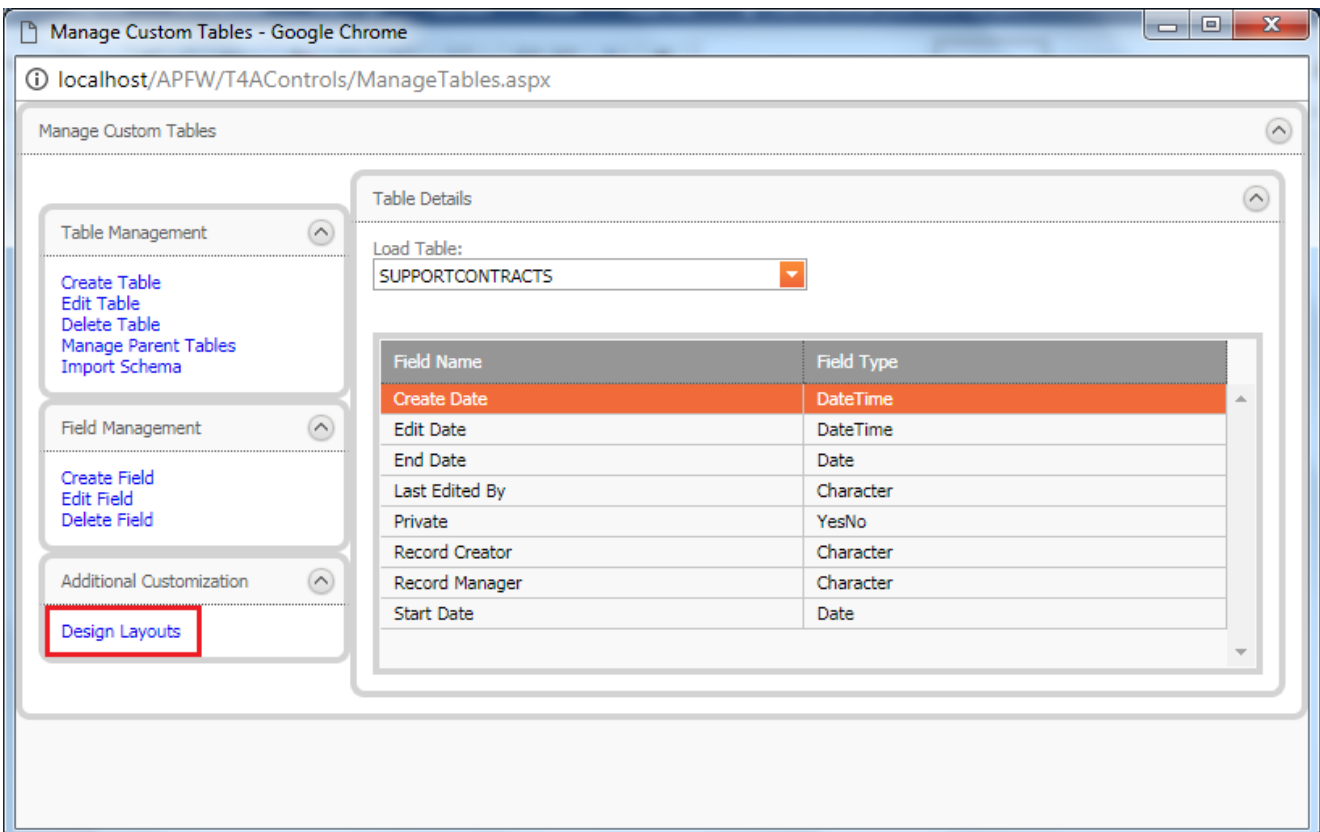 Manage Custom Tables - Google Chrome
localhost/APFW/T4AControls/ManageTables.aspx
Manage Custom Tables
Table Management
Create Table
Edit Table
Delete Table
Manage Parent Tables
Import Schema
Field Management
Create Field
Edit Field
Delete Field
Additional Customization
Design Layouts
Table Details
Load Table:
SUPPORTCONTRACTS
Field Name Field Type
Create Date DateTime
Edit Date DateTime
End Date Date
Last Edited By Character
Private YesNo
Record Creator Character
Record Manager Character
Start Date Date